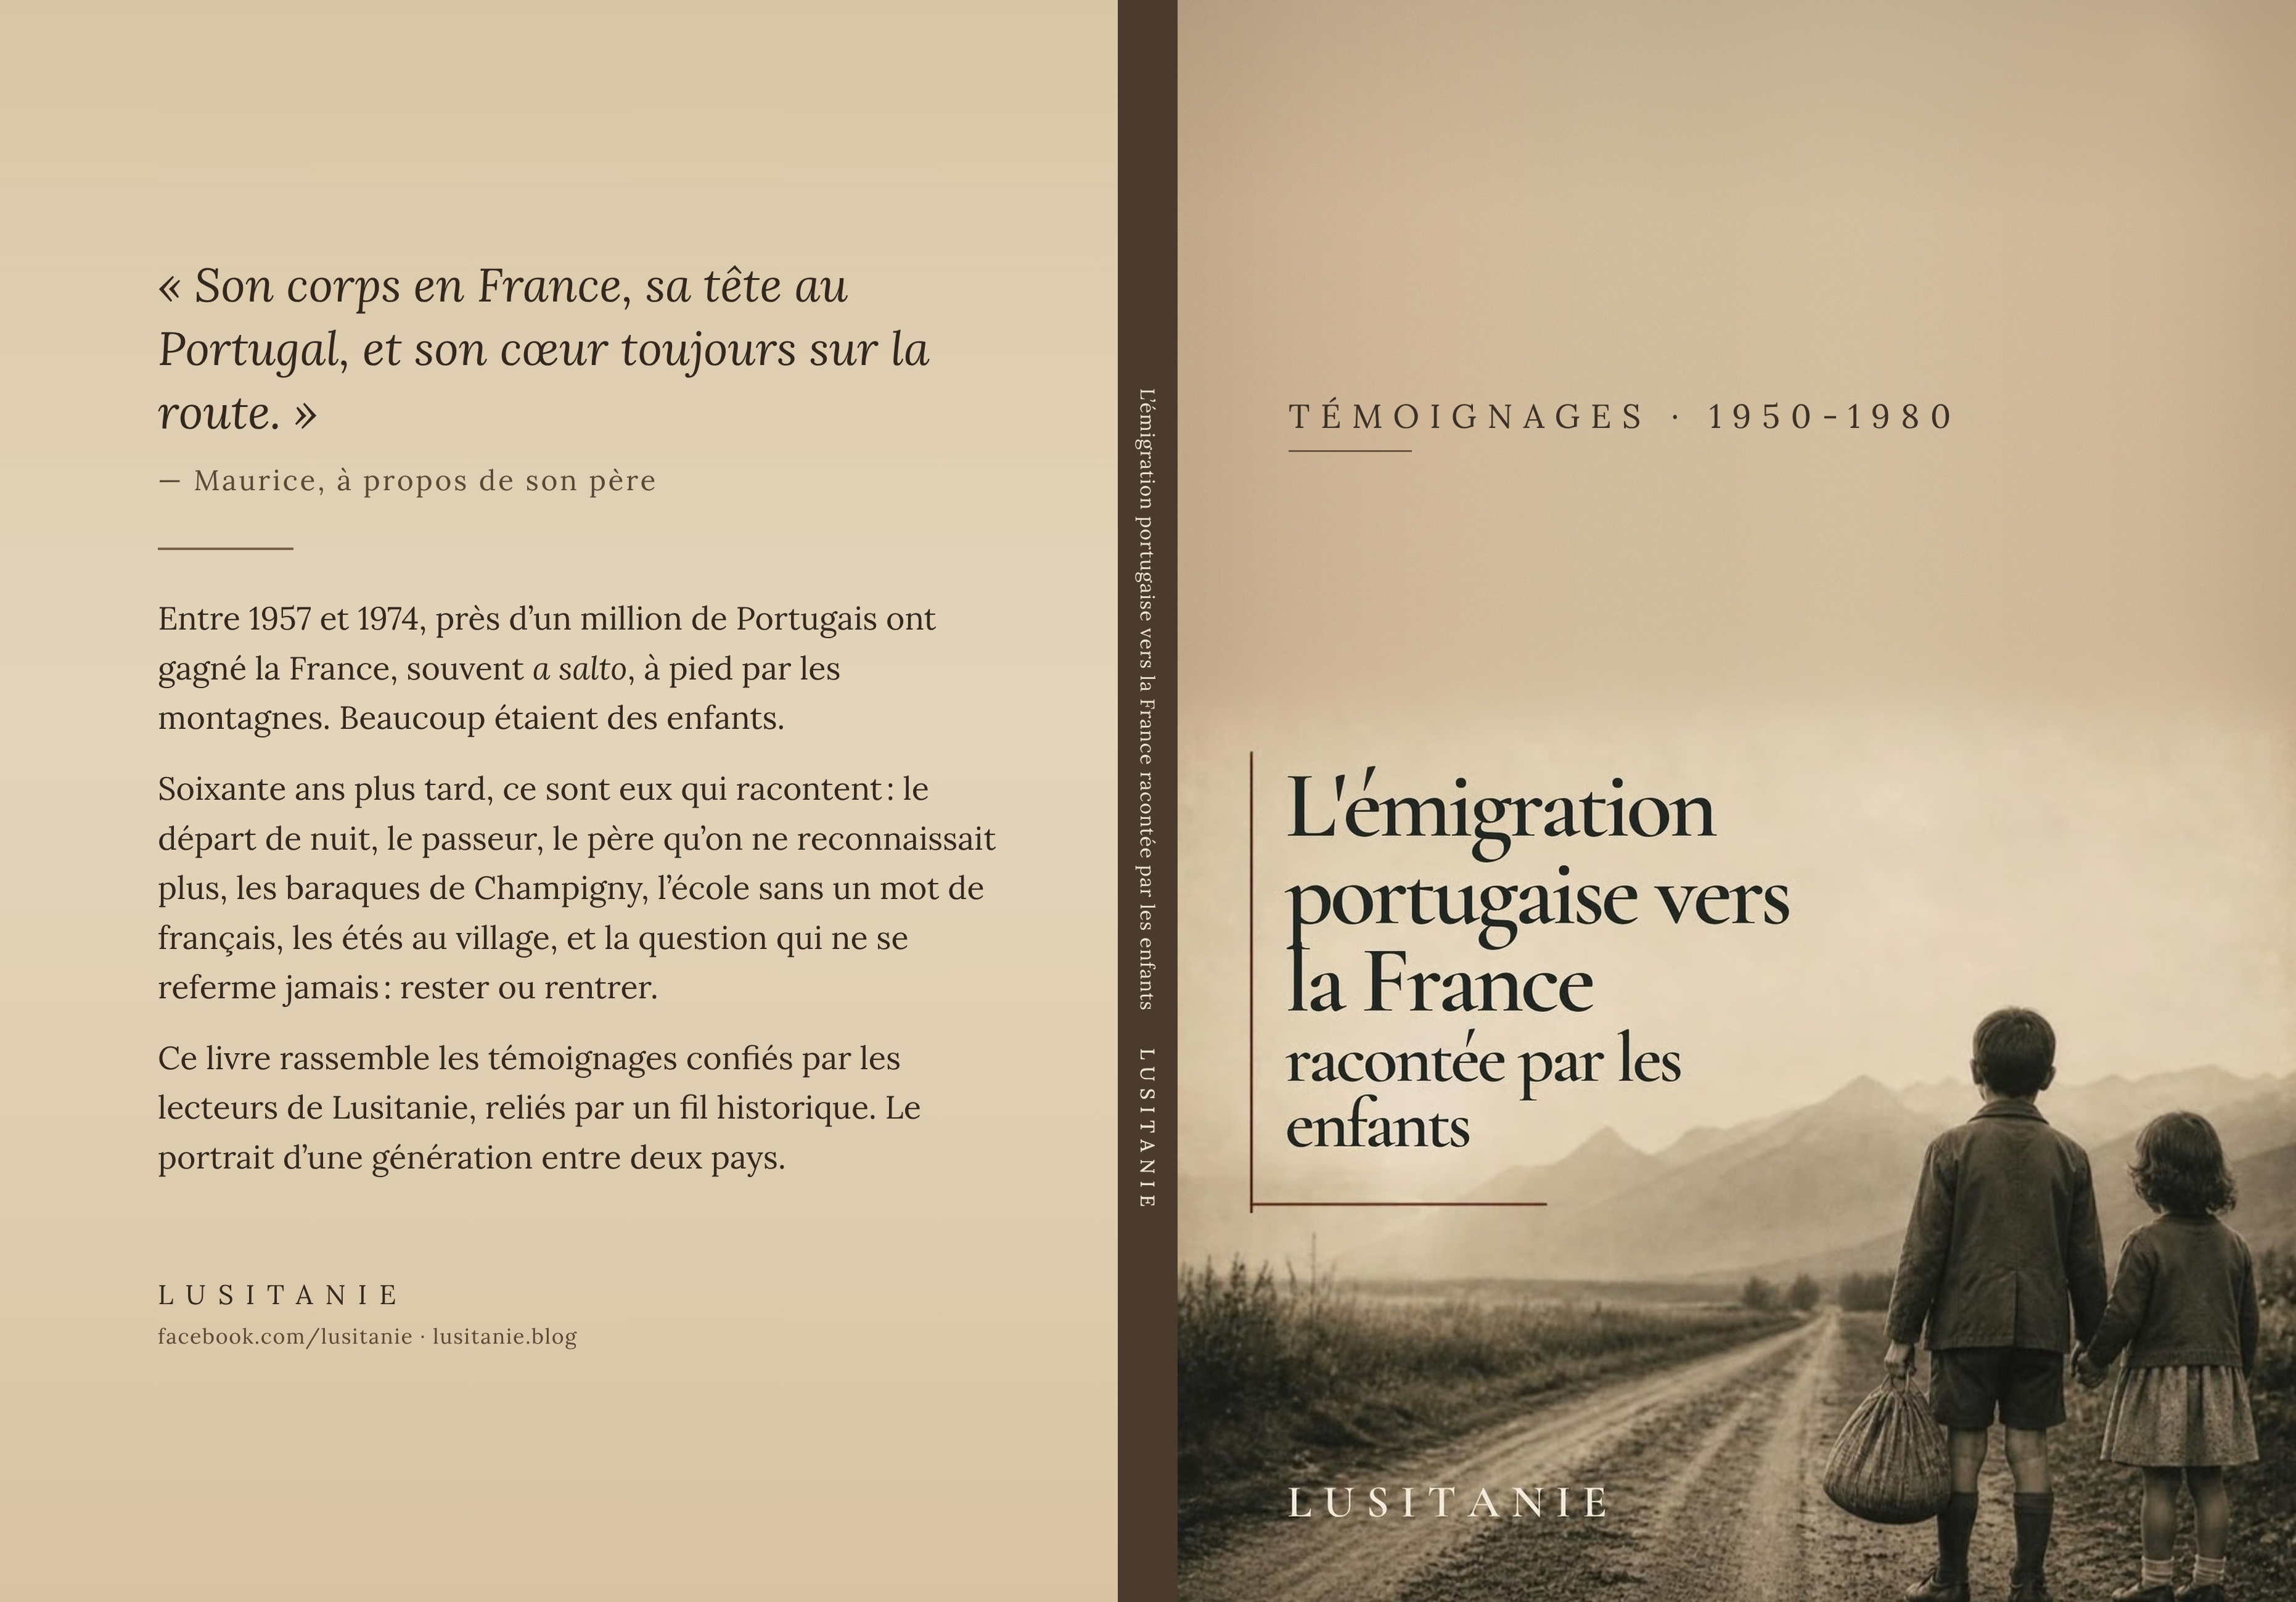 « Son corps en France, sa tête au
Portugal, et son cœur toujours sur la
route. »
— Maurice, à propos de son père
Entre 1957 et 1974, près d’un million de Portugais ont
gagné la France, souvent a salto, à pied par les
montagnes. Beaucoup étaient des enfants.
Soixante ans plus tard, ce sont eux qui racontent : le
départ de nuit, le passeur, le père qu’on ne reconnaissait
plus, les baraques de Champigny, l’école sans un mot de
français, les étés au village, et la question qui ne se
referme jamais : rester ou rentrer.
Ce livre rassemble les témoignages confiés par les
lecteurs de Lusitanie, reliés par un fil historique. Le
portrait d’une génération entre deux pays.
LUSITANIE
facebook.com/lusitanie · lusitanie.blog
L’émigration portugaise vers la France racontée par les enfants LUSITANIE
TÉMOIGNAGES · 1950-1980
L'émigration
portugaise vers
la France
racontée par les
enfants
LUSITANIE